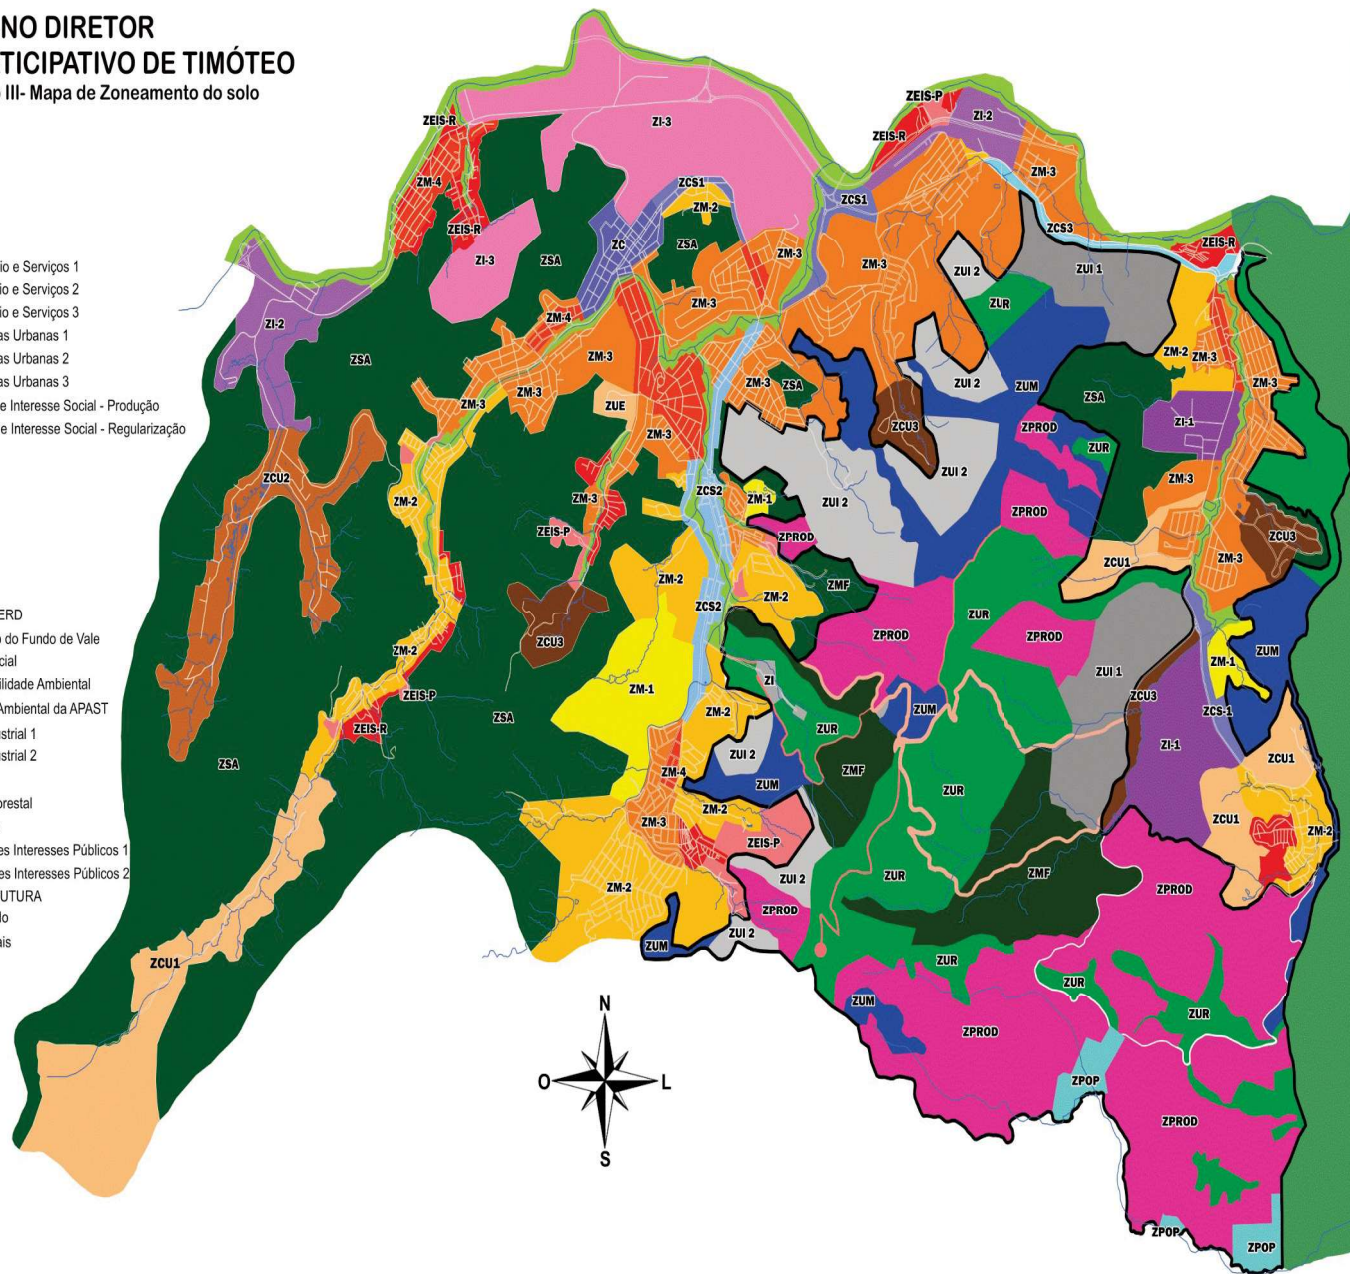 NO DIRETOR
TICIPATIVO DE TIMÓTEO
III- Mapa de Zoneamento do solo
io e Serviços 1
io e Serviços 2
io e Serviços 3
as Urbanas 1
as Urbanas 2
as Urbanas 3
e Interesse Social - Produção
e Interesse Social - Regularização
ERD
do Fundo de Vale
cial
ilidade Ambiental
Ambiental da APAST
ustrial 1
ustrial 2
orestal
es Interesses Públicos 1
es Interesses Públicos 2
UTURA
do
ais
ZEIS-P
ZEIS-R
ZI-2
ZI-3
ZEIS-R
ZM-3
ZM-4
ZCS1
ZCS1
ZM-2
ZEIS-R
ZCS3
ZEIS-R
ZC
ZSA
ZI-3
ZSA
ZM-3
ZM-3
ZUI 2
ZUI 1
ZM-3
ZUR
ZI-2
ZM-4
ZSA
ZM-3
ZM-2
ZM-3
ZM-3
ZM-3
ZM-3
ZSA
ZUI 2
ZUM
ZM-3
ZM-3
ZUE
ZSA
ZI-1
ZM-3
ZCU3
ZPROD
ZUR
ZCU2
ZUI 2
ZM-3
ZM-2
ZM-3
ZCS2
ZM-1
ZUI 2
ZPROD
ZEIS-P
ZPROD
ZCU3
ZCU1
ZM-3
ZM-2
ZMF
ZM-2
ZCS2
ZUR
ZPROD
ZPROD
ZCU3
ZM-2
ZUM
ZM-1
ZM-1
ZUI 1
ZI
ZEIS-P
ZCU3
ZM-2
ZUM
ZCS-1
ZSA
ZEIS-R
ZUR
ZI-1
ZUI 2
ZCU1
ZSA
ZM-4
ZMF
ZUM
ZUR
ZM-2
ZM-3
ZCU1
ZM-2
ZEIS-P
ZUI 2
ZUR
ZMF
ZM-2
ZPROD
ZPROD
ZUI 2
ZUM
ZCU1
ZUR
ZUR
ZUM
ZUR
ZPROD
ZPOP
ZPROD
ZPOP
ZPOP
N
O
L
S